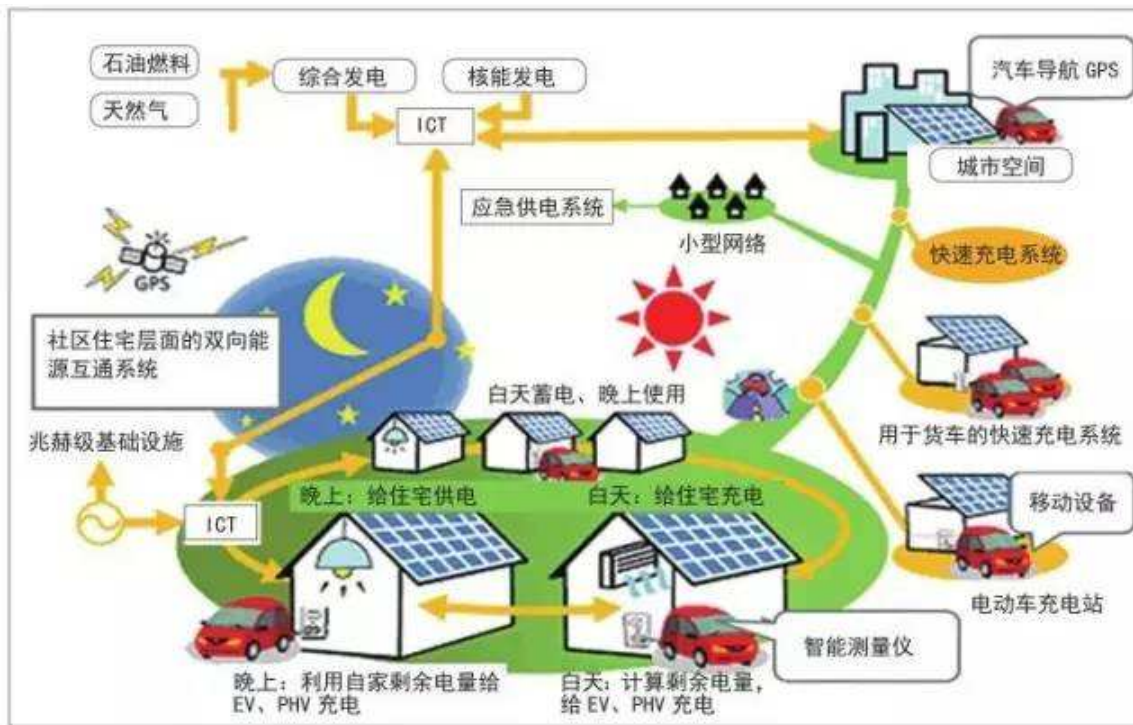 石油燃料
天然气
综合发电
核能发电
ICT
汽车导航 GPS
城市空间
应急供电系统
小型网络
快速充电系统
GPS
社区住宅层面的双向能
源互通系统
白天蓄电、晚上使用
用于货车的快速充电系统
兆赫级基础设施
晚上：给住宅供电
白天：给住宅充电
ICT
移动设备
电动车充电站
智能测量仪
晚上：利用自家剩余电量给
EV、PHV 充电
白天：计算剩余电量，
给 EV、PHV 充电